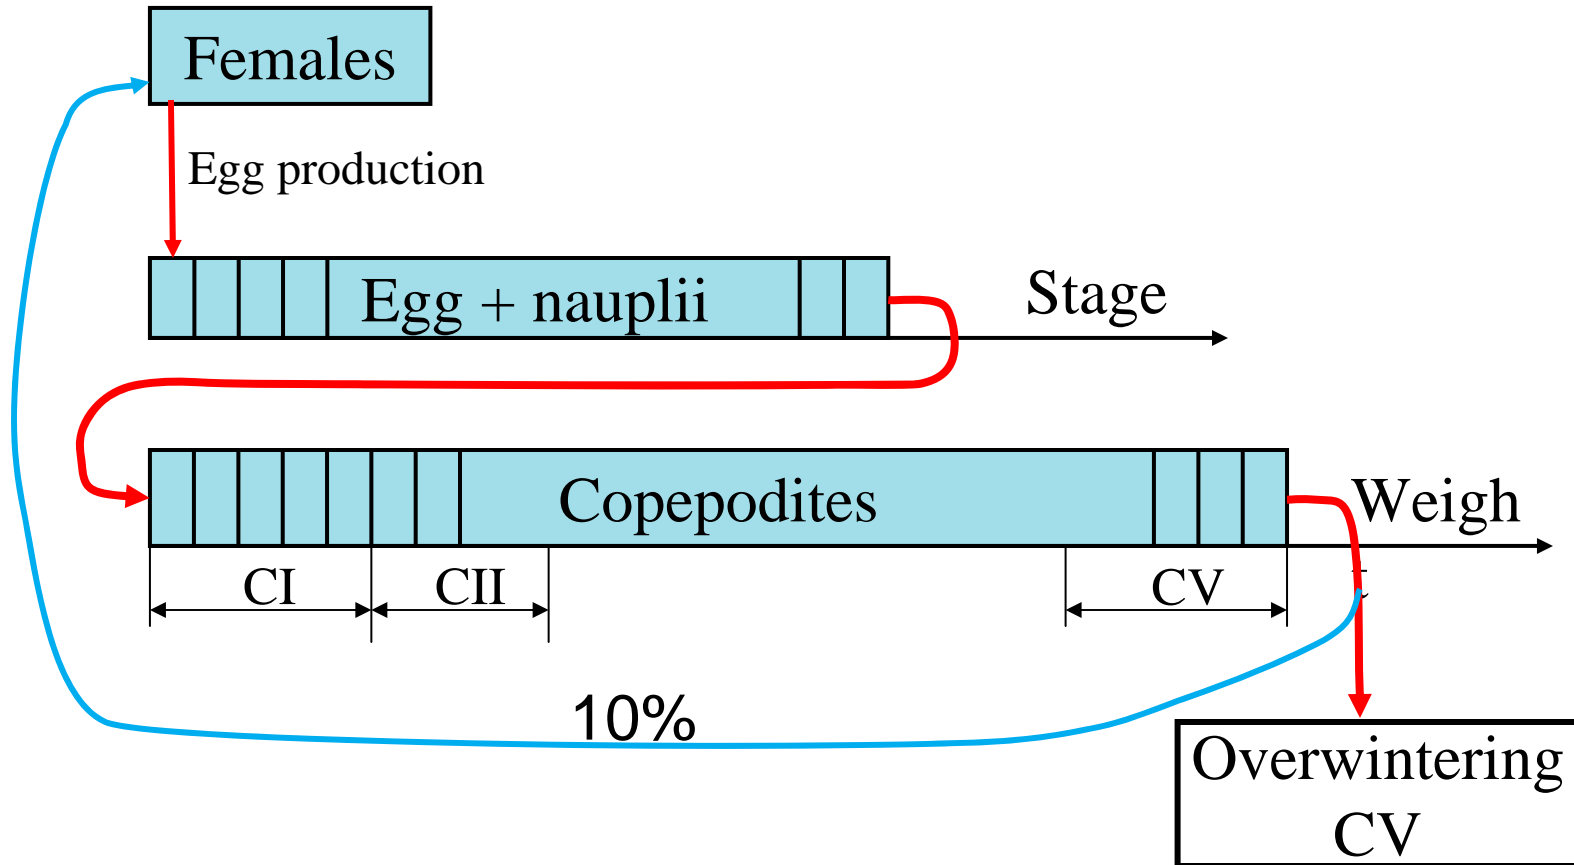 Females
Egg production
Egg + nauplii
Stage
Copepodites
Weigh
t
CI
CII
CV
10%
Overwintering
CV